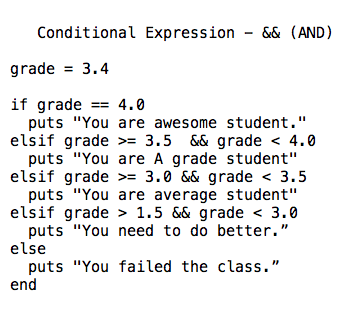 Conditional Expression – && (AND)
grade = 3.4
if grade == 4.0
puts "You are awesome student."
elsif grade >= 3.5  && grade < 4.0
puts "You are A grade student"
elsif grade >= 3.0 && grade < 3.5
puts "You are average student"
elsif grade > 1.5 && grade < 3.0
puts "You need to do better.”
else
puts "You failed the class.”
end